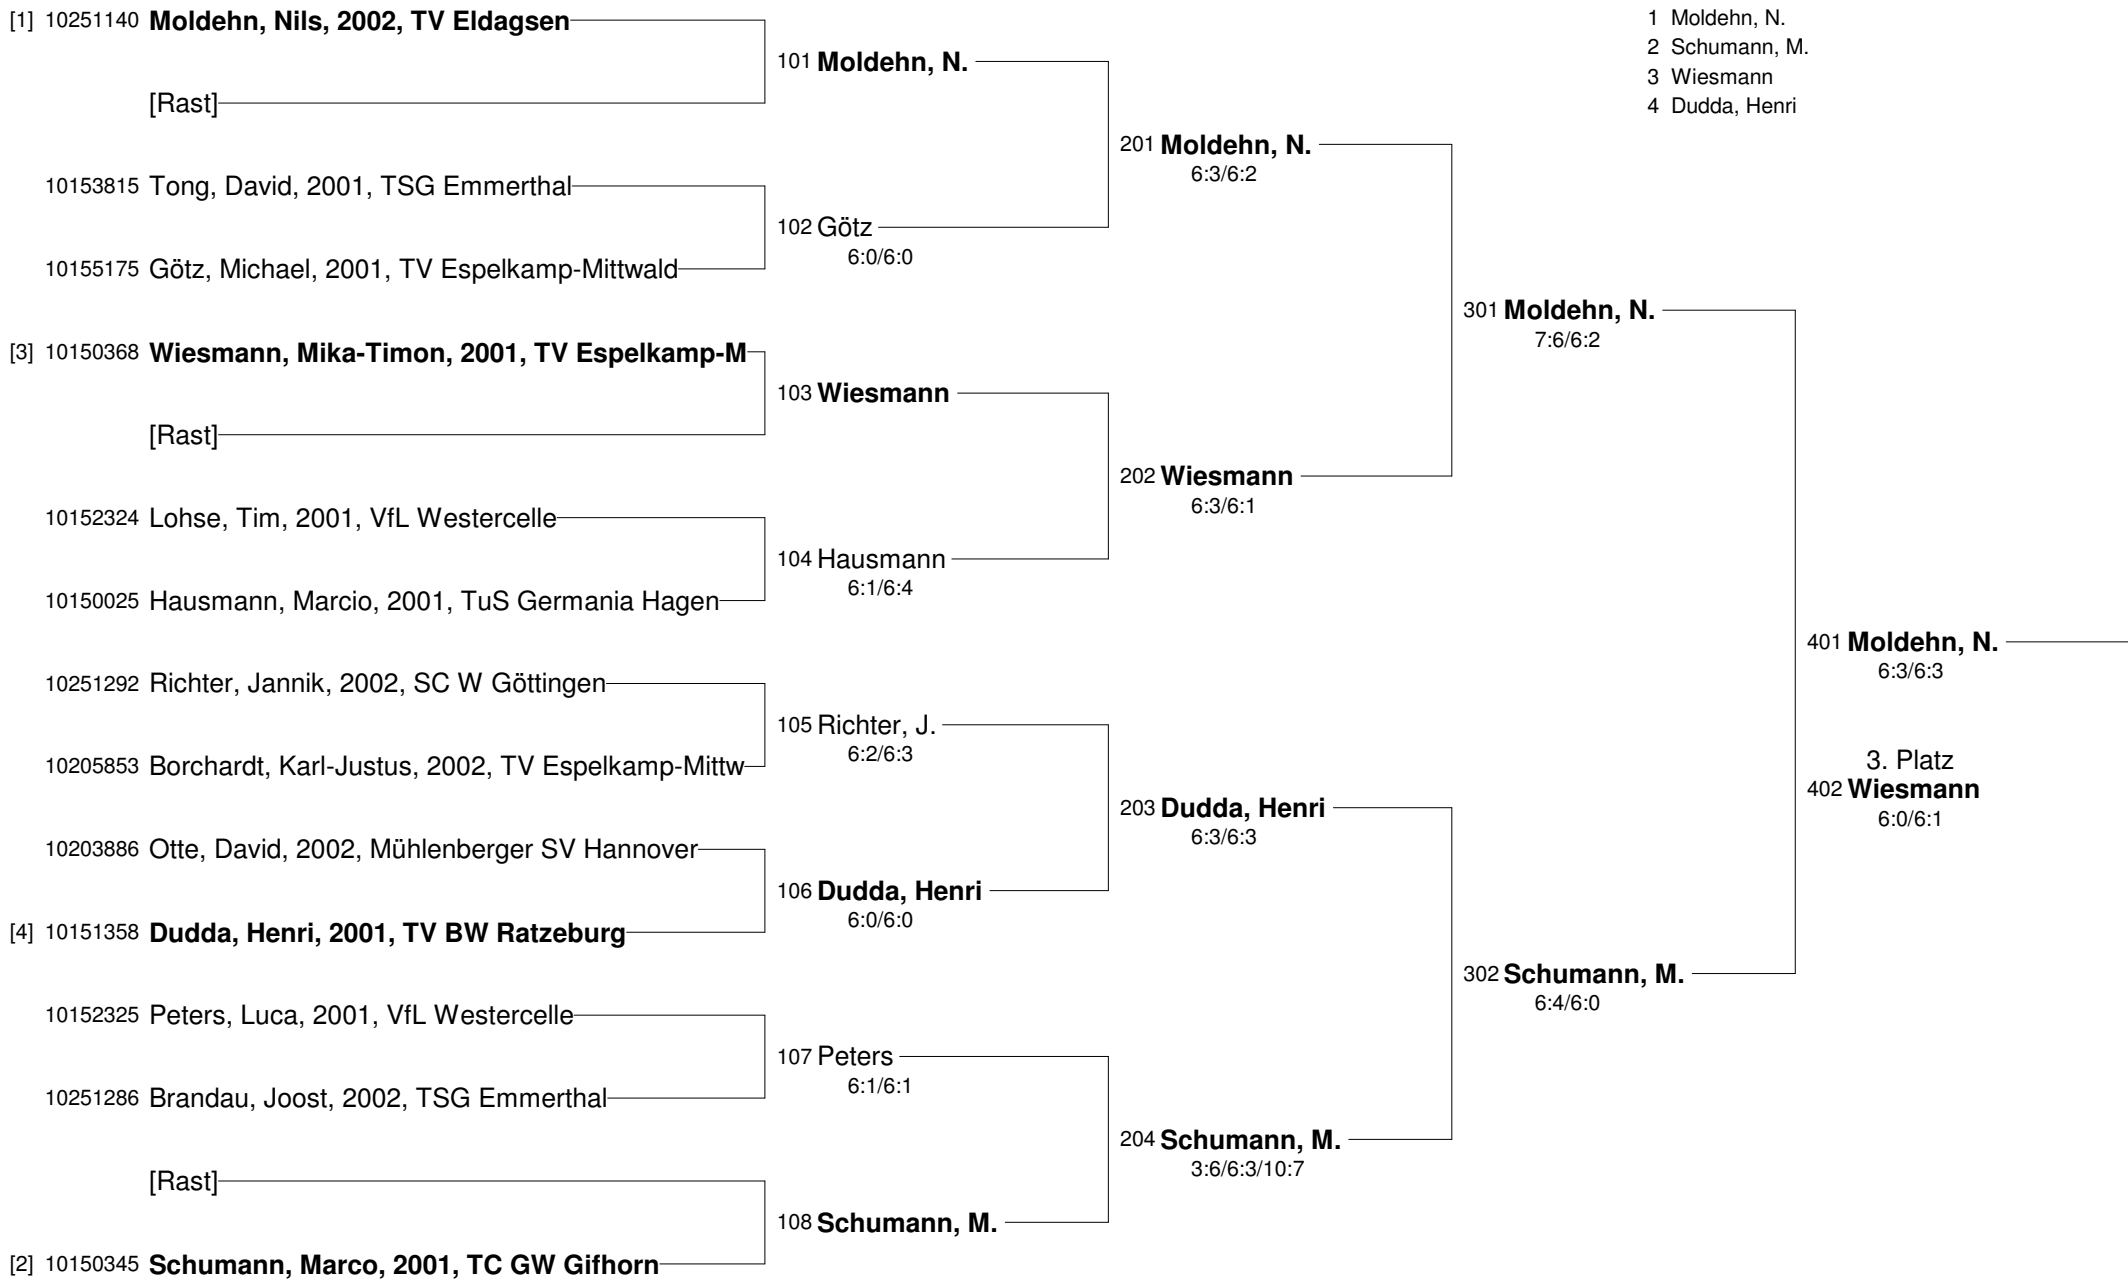 [1] 10251140 Moldehn, Nils, 2002, TV Eldagsen
[Rast]
10153815 Tong, David, 2001, TSG Emmerthal
10155175 Götz, Michael, 2001, TV Espelkamp-Mittwald
[3] 10150368 Wiesmann, Mika-Timon, 2001, TV Espelkamp-M
[Rast]
10152324 Lohse, Tim, 2001, VfL Westercelle
10150025 Hausmann, Marcio, 2001, TuS Germania Hagen
10251292 Richter, Jannik, 2002, SC W Göttingen
10205853 Borchardt, Karl-Justus, 2002, TV Espelkamp-Mittw
10203886 Otte, David, 2002, Mühlenberger SV Hannover
[4] 10151358 Dudda, Henri, 2001, TV BW Ratzeburg
10152325 Peters, Luca, 2001, VfL Westercelle
10251286 Brandau, Joost, 2002, TSG Emmerthal
[Rast]
[2] 10150345 Schumann, Marco, 2001, TC GW Gifhorn
101 Moldehn, N.
102 Götz
6:0/6:0
103 Wiesmann
104 Hausmann
6:1/6:4
105 Richter, J.
6:2/6:3
106 Dudda, Henri
6:0/6:0
107 Peters
6:1/6:1
108 Schumann, M.
201 Moldehn, N.
6:3/6:2
202 Wiesmann
6:3/6:1
203 Dudda, Henri
6:3/6:3
204 Schumann, M.
3:6/6:3/10:7
301 Moldehn, N.
7:6/6:2
302 Schumann, M.
6:4/6:0
401 Moldehn, N.
6:3/6:3
3. Platz
402 Wiesmann
6:0/6:1
1 Moldehn, N.
2 Schumann, M.
3 Wiesmann
4 Dudda, Henri